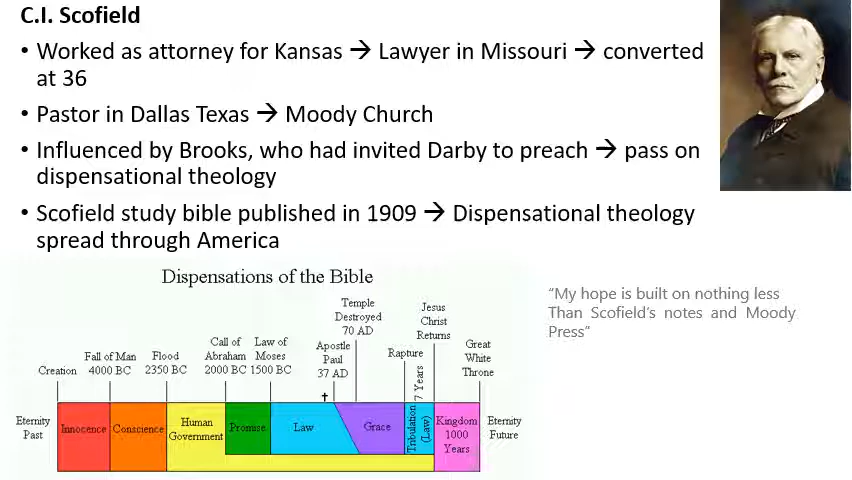 C.I. Scofield
• Worked as attorney for Kansas → Lawyer in Missouri → converted
at 36
• Pastor in Dallas Texas → Moody Church
• Influenced by Brooks, who had invited Darby to preach → pass on
dispensational theology
• Scofield study bible published in 1909 → Dispensational theology
spread through America
"My hope is built on nothing less
Than Scofield's notes and Moody
Press"
Dispensations of the Bible
Creation
Fall of Man
4000 BC
Flood
2350 BC
Call of
Abraham
2000 BC
Law of
Moses
1500 BC
Apostle
Paul
37 AD
Temple
Destroyed
70 AD
Rapture
7 Years
Jesus
Christ
Returns
Great
White
Throne
Eternity
Past
Innocence
Conscience
Human
Government
Promise
Law
Grace
Tribulation
(Law)
Kingdom
1000
Years
Eternity
Future